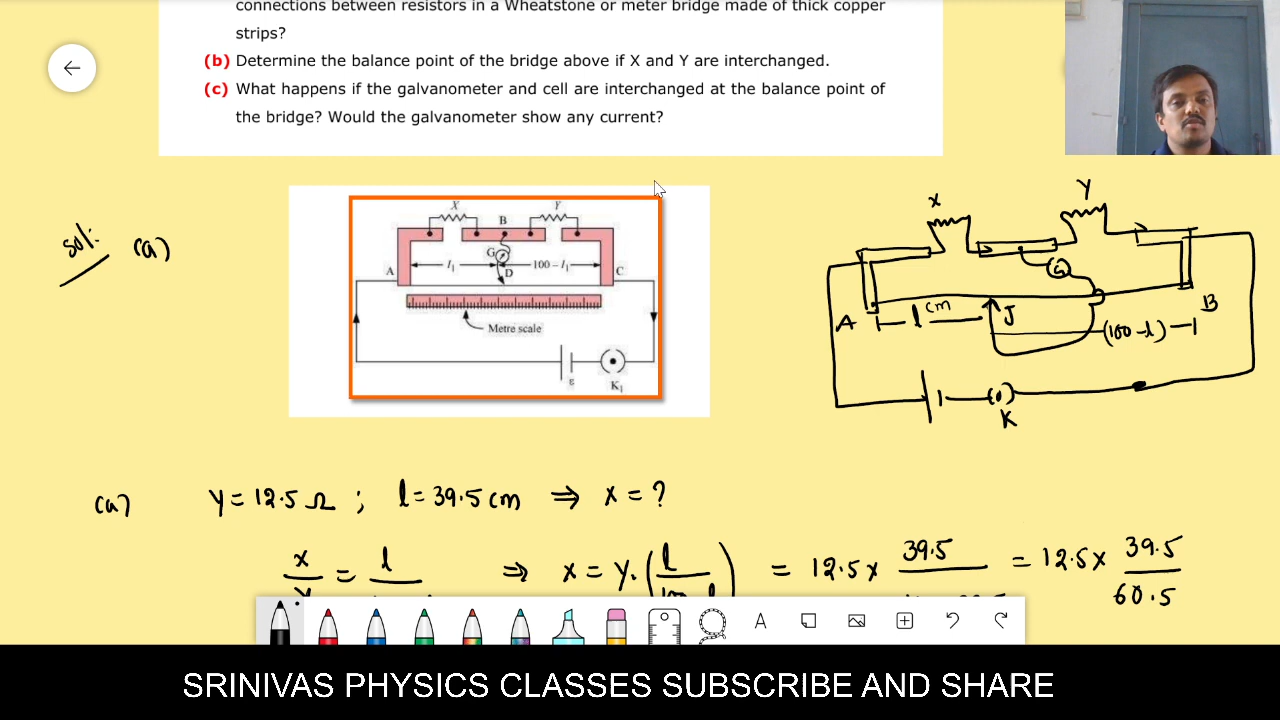 connections between resistors in a Wheatstone or meter bridge made of thick copper
strips?
(b) Determine the balance point of the bridge above if X and Y are interchanged.
(c) What happens if the galvanometer and cell are interchanged at the balance point of
the bridge? Would the galvanometer show any current?
Sol: (a)
X
Y
B
G
A
l₁
D
100 – l₁
C
Metre scale
ε
K₁
X
Y
G
A
l cm
J
(100-l)
B
K
(a) Y = 12.5 Ω ; l = 39.5 cm ⇒ X = ?
X/Y = l ⇒ X = Y. (l/100-l) = 12.5 × 39.5 = 12.5 × 39.5/60.5
A
SRINIVAS PHYSICS CLASSES SUBSCRIBE AND SHARE